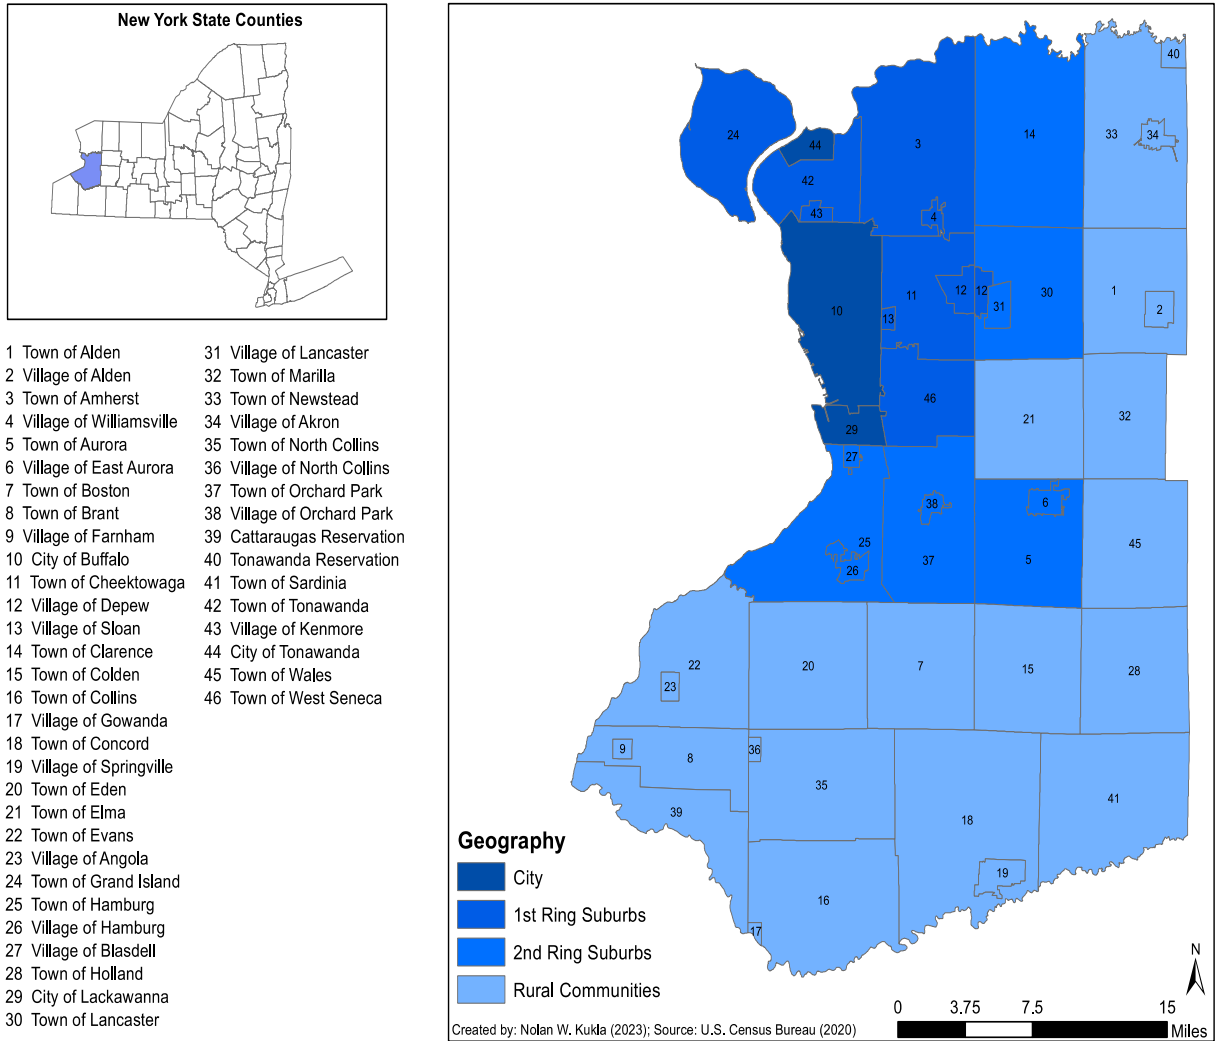 New York State Counties
1 Town of Alden
2 Village of Alden
3 Town of Amherst
4 Village of Williamsville
5 Town of Aurora
6 Village of East Aurora
7 Town of Boston
8 Town of Brant
9 Village of Farnham
10 City of Buffalo
11 Town of Cheektowaga
12 Village of Depew
13 Village of Sloan
14 Town of Clarence
15 Town of Colden
16 Town of Collins
17 Village of Gowanda
18 Town of Concord
19 Village of Springville
20 Town of Eden
21 Town of Elma
22 Town of Evans
23 Village of Angola
24 Town of Grand Island
25 Town of Hamburg
26 Village of Hamburg
27 Village of Blasdell
28 Town of Holland
29 City of Lackawanna
30 Town of Lancaster
31 Village of Lancaster
32 Town of Marilla
33 Town of Newstead
34 Village of Akron
35 Town of North Collins
36 Village of North Collins
37 Town of Orchard Park
38 Village of Orchard Park
39 Cattaraugas Reservation
40 Tonawanda Reservation
41 Town of Sardinia
42 Town of Tonawanda
43 Village of Kenmore
44 City of Tonawanda
45 Town of Wales
46 Town of West Seneca
40
24
44
3
14
33
34
42
43
4
10
11
12
12
30
31
1
2
13
46
21
32
29
27
38
6
25
26
37
5
45
22
23
20
7
15
28
9
8
36
35
39
18
41
19
16
17
Geography
City
1st Ring Suburbs
2nd Ring Suburbs
Rural Communities
N
0 3.75 7.5 15
Miles
Created by: Nolan W. Kukla (2023); Source: U.S. Census Bureau (2020)